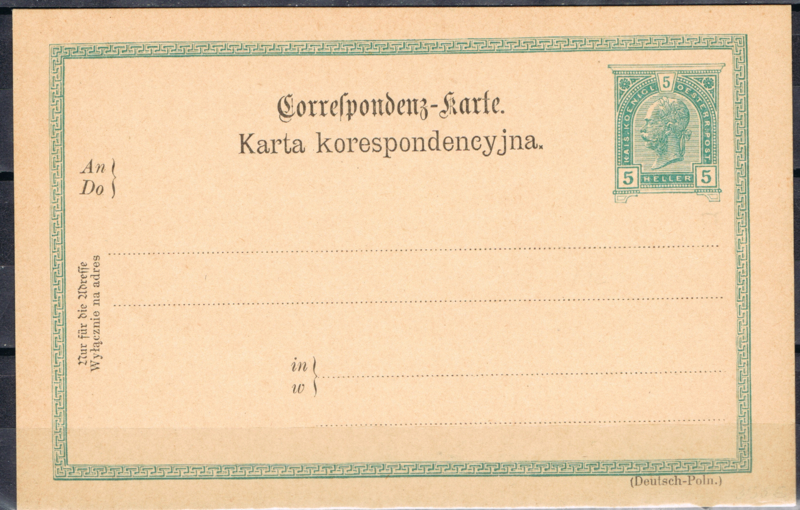 Correſpondenz-Karte.
Karta korespondencyjna.
5
KAIS. KOENIGL. OESTERR. POST.
5 HELLER 5
An
Do
Nur für die Adreſſe
Wyłącznie na adres
in
w
(Deutsch-Poln.)